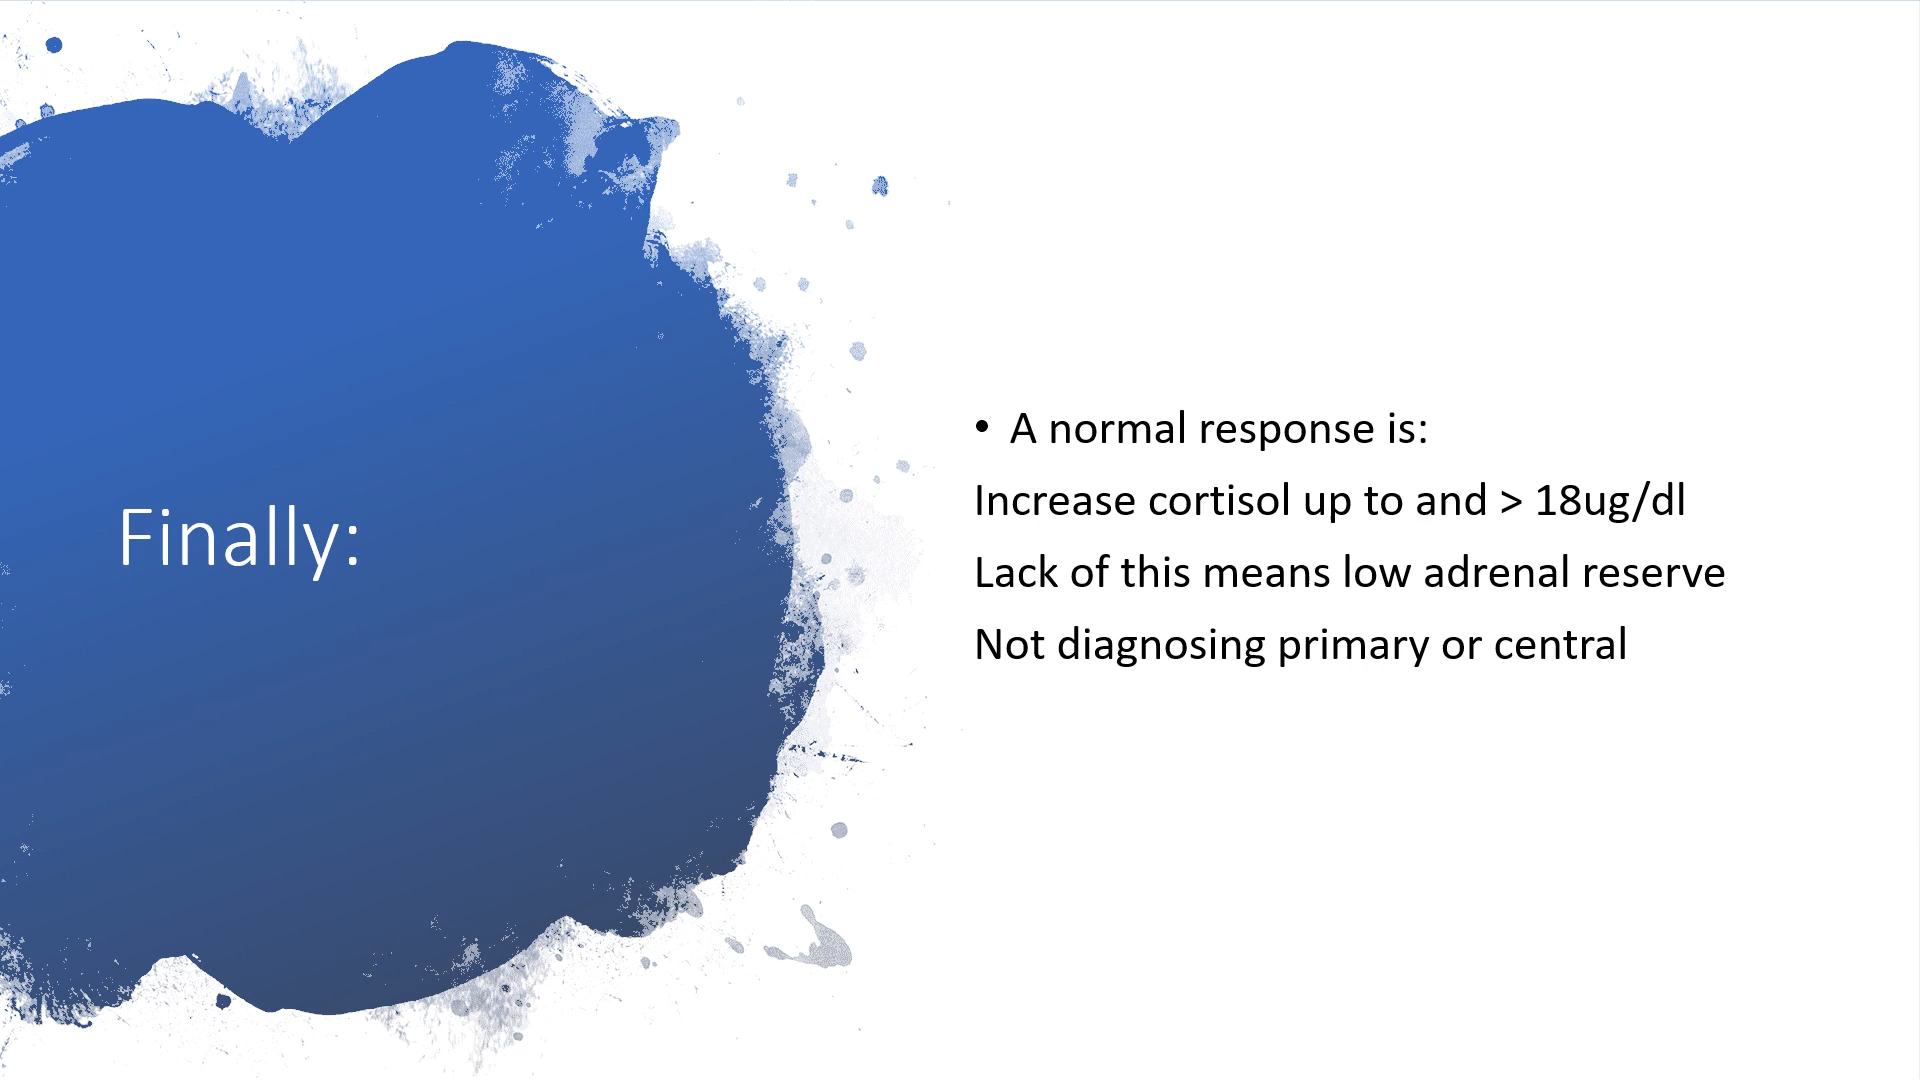 Finally:
• A normal response is:
Increase cortisol up to and > 18ug/dl
Lack of this means low adrenal reserve
Not diagnosing primary or central